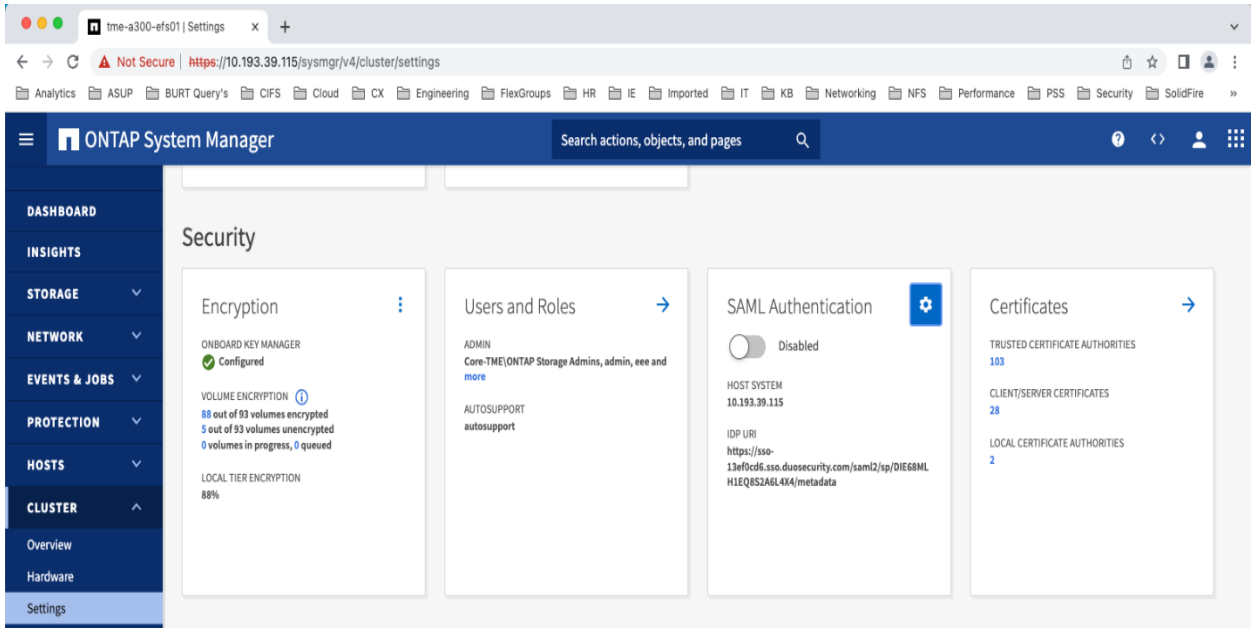 tme-a300-efs01 | Settings
Not Secure | https://10.193.39.115/sysmgr/v4/cluster/settings
Analytics ASUP BURT Query's CIFS Cloud CX Engineering FlexGroups HR IE Imported IT KB Networking NFS Performance PSS Security SolidFire »
ONTAP System Manager
Search actions, objects, and pages
DASHBOARD
INSIGHTS
STORAGE
NETWORK
EVENTS & JOBS
PROTECTION
HOSTS
CLUSTER
Overview
Hardware
Settings
Security
Encryption
ONBOARD KEY MANAGER
Configured
VOLUME ENCRYPTION
88 out of 93 volumes encrypted
5 out of 93 volumes unencrypted
0 volumes in progress, 0 queued
LOCAL TIER ENCRYPTION
88%
Users and Roles
ADMIN
Core-TME\ONTAP Storage Admins, admin, eee and
more
AUTOSUPPORT
autosupport
SAML Authentication
Disabled
HOST SYSTEM
10.193.39.115
IDP URI
https://sso-
13ef0cd6.sso.duosecurity.com/saml2/sp/DIE68ML
H1EQ8S2A6L4X4/metadata
Certificates
TRUSTED CERTIFICATE AUTHORITIES
103
CLIENT/SERVER CERTIFICATES
28
LOCAL CERTIFICATE AUTHORITIES
2